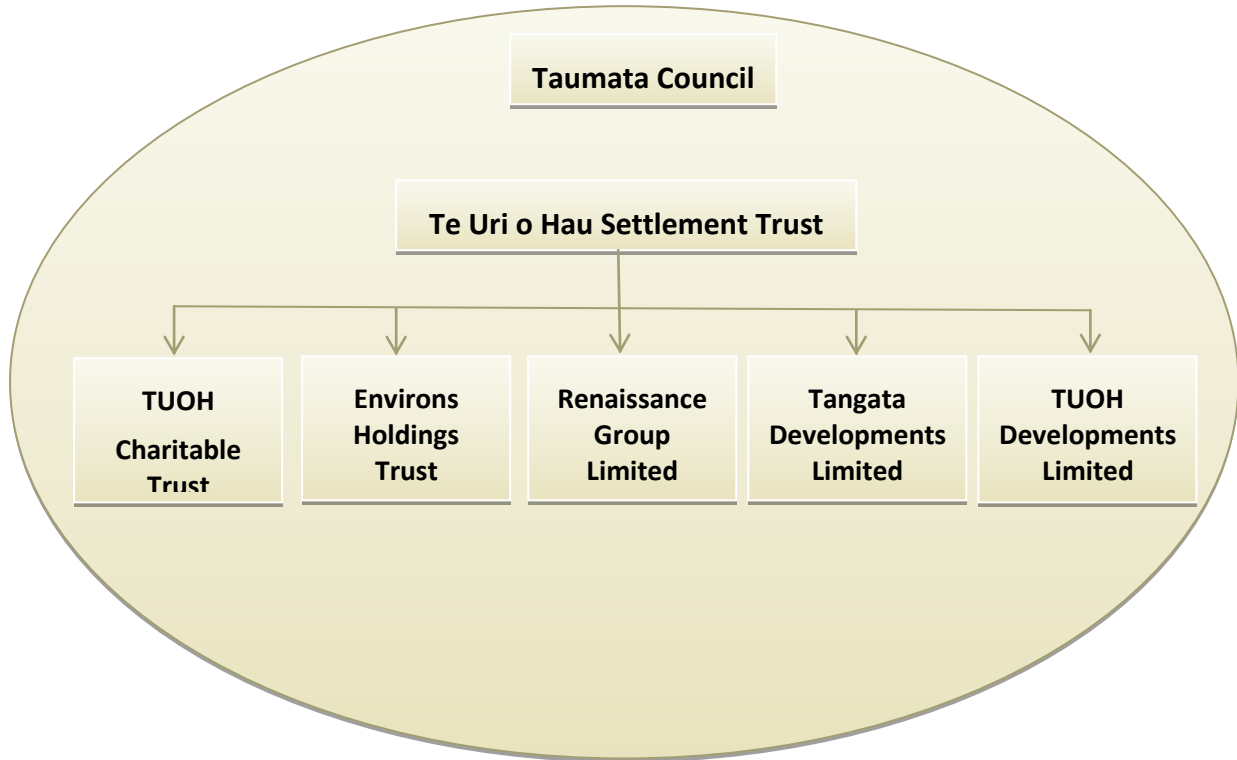 Taumata Council
Te Uri o Hau Settlement Trust
TUOH
Charitable
Trust
Environs
Holdings
Trust
Renaissance
Group
Limited
Tangata
Developments
Limited
TUOH
Developments
Limited